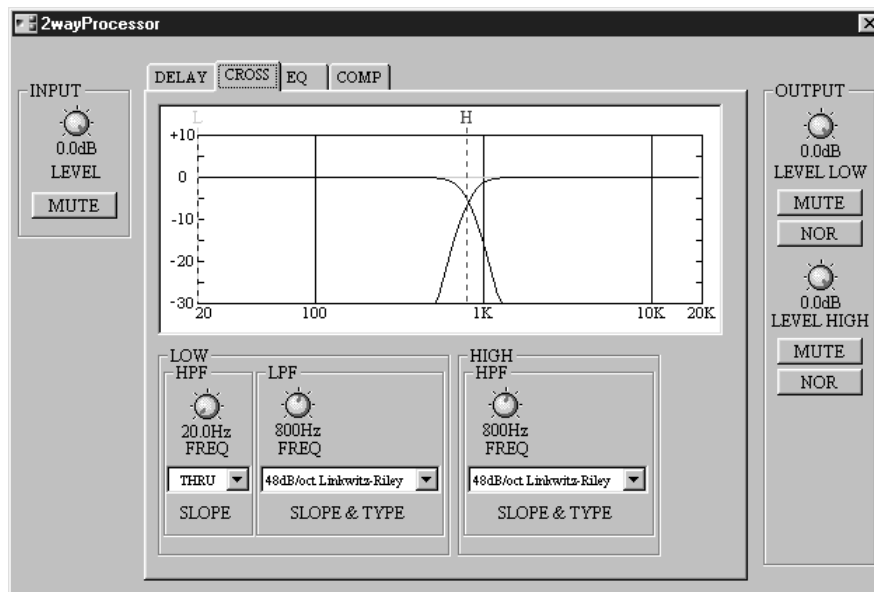 2wayProcessor
INPUT
0.0dB
LEVEL
MUTE
DELAY CROSS EQ COMP
L H
+10
0
-10
-20
-30
20 100 1K 10K 20K
LOW
HPF
20.0Hz
FREQ
THRU
SLOPE
LPF
800Hz
FREQ
48dB/oct Linkwitz-Riley
SLOPE & TYPE
HIGH
HPF
800Hz
FREQ
48dB/oct Linkwitz-Riley
SLOPE & TYPE
OUTPUT
0.0dB
LEVEL LOW
MUTE
NOR
0.0dB
LEVEL HIGH
MUTE
NOR